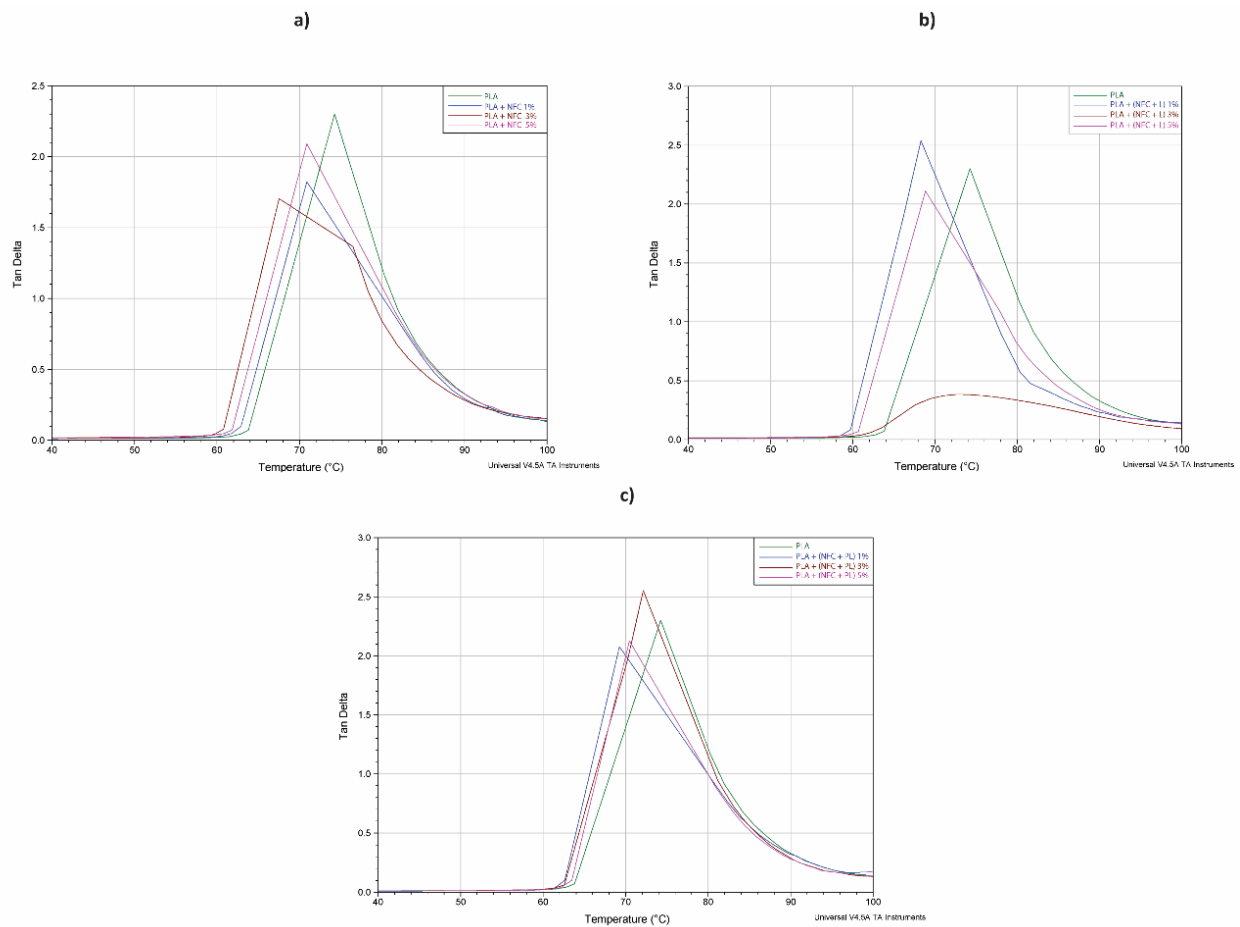 a)
2.5
2.0
1.5
1.0
0.5
0.0
Tan Delta
PLA
PLA + NFC 1%
PLA + NFC 3%
PLA + NFC 5%
40 50 60 70 80 90 100
Temperature (°C)
Universal V4.5A TA Instruments
b)
3.0
2.5
2.0
1.5
1.0
0.5
0.0
Tan Delta
PLA
PLA + (NFC + L) 1%
PLA + (NFC + L) 3%
PLA + (NFC + L) 5%
40 50 60 70 80 90 100
Temperature (°C)
Universal V4.5A TA Instruments
c)
3.0
2.5
2.0
1.5
1.0
0.5
0.0
Tan Delta
PLA
PLA + (NFC + PL) 1%
PLA + (NFC + PL) 3%
PLA + (NFC + PL) 5%
40 50 60 70 80 90 100
Temperature (°C)
Universal V4.5A TA Instruments